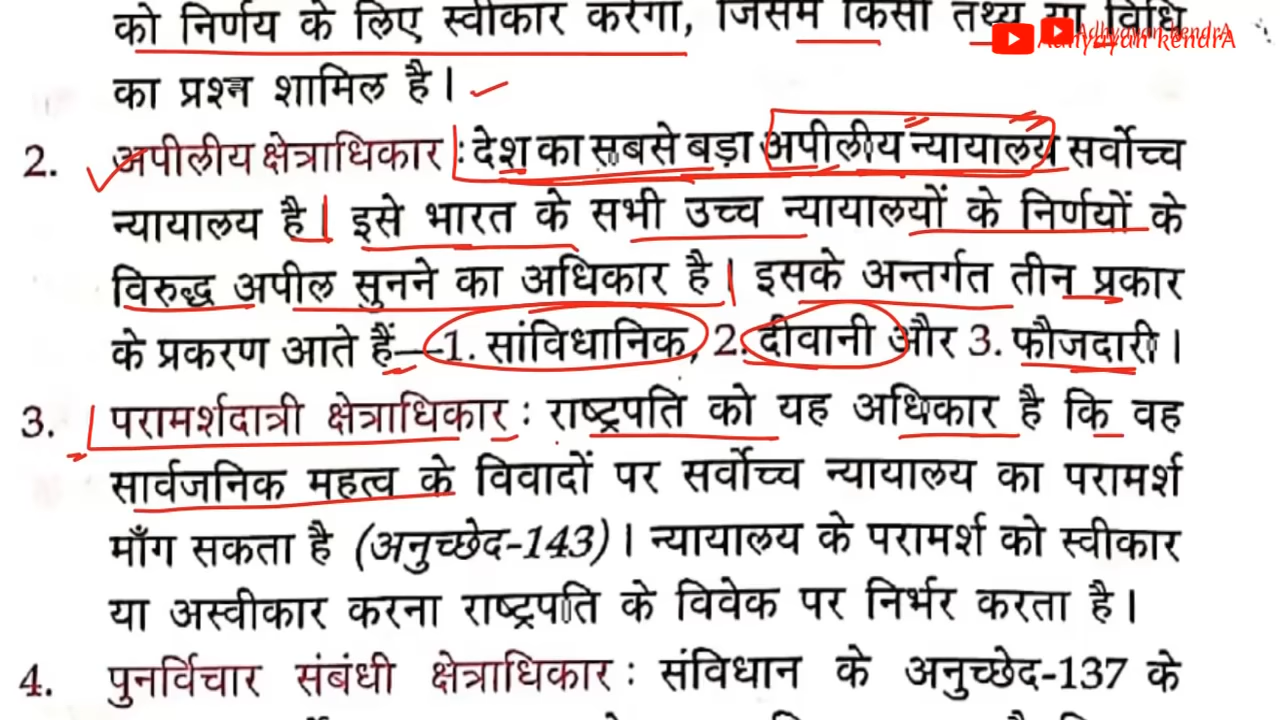 को निर्णय के लिए स्वीकार करेगा, जिसमें किसी तथ्य या विधि
Adhyayan kendrA
Adhyayan kendrA
का प्रश्न शामिल है।
2. अपीलीय क्षेत्राधिकार : देश का सबसे बड़ा अपीलीय न्यायालय सर्वोच्च
न्यायालय है। इसे भारत के सभी उच्च न्यायालयों के निर्णयों के
विरुद्ध अपील सुनने का अधिकार है। इसके अन्तर्गत तीन प्रकार
के प्रकरण आते हैं—1. सांविधानिक, 2. दीवानी और 3. फौजदारी।
3. परामर्शदात्री क्षेत्राधिकार : राष्ट्रपति को यह अधिकार है कि वह
सार्वजनिक महत्व के विवादों पर सर्वोच्च न्यायालय का परामर्श
माँग सकता है (अनुच्छेद-143)। न्यायालय के परामर्श को स्वीकार
या अस्वीकार करना राष्ट्रपति के विवेक पर निर्भर करता है।
4. पुनर्विचार संबंधी क्षेत्राधिकार : संविधान के अनुच्छेद-137 के